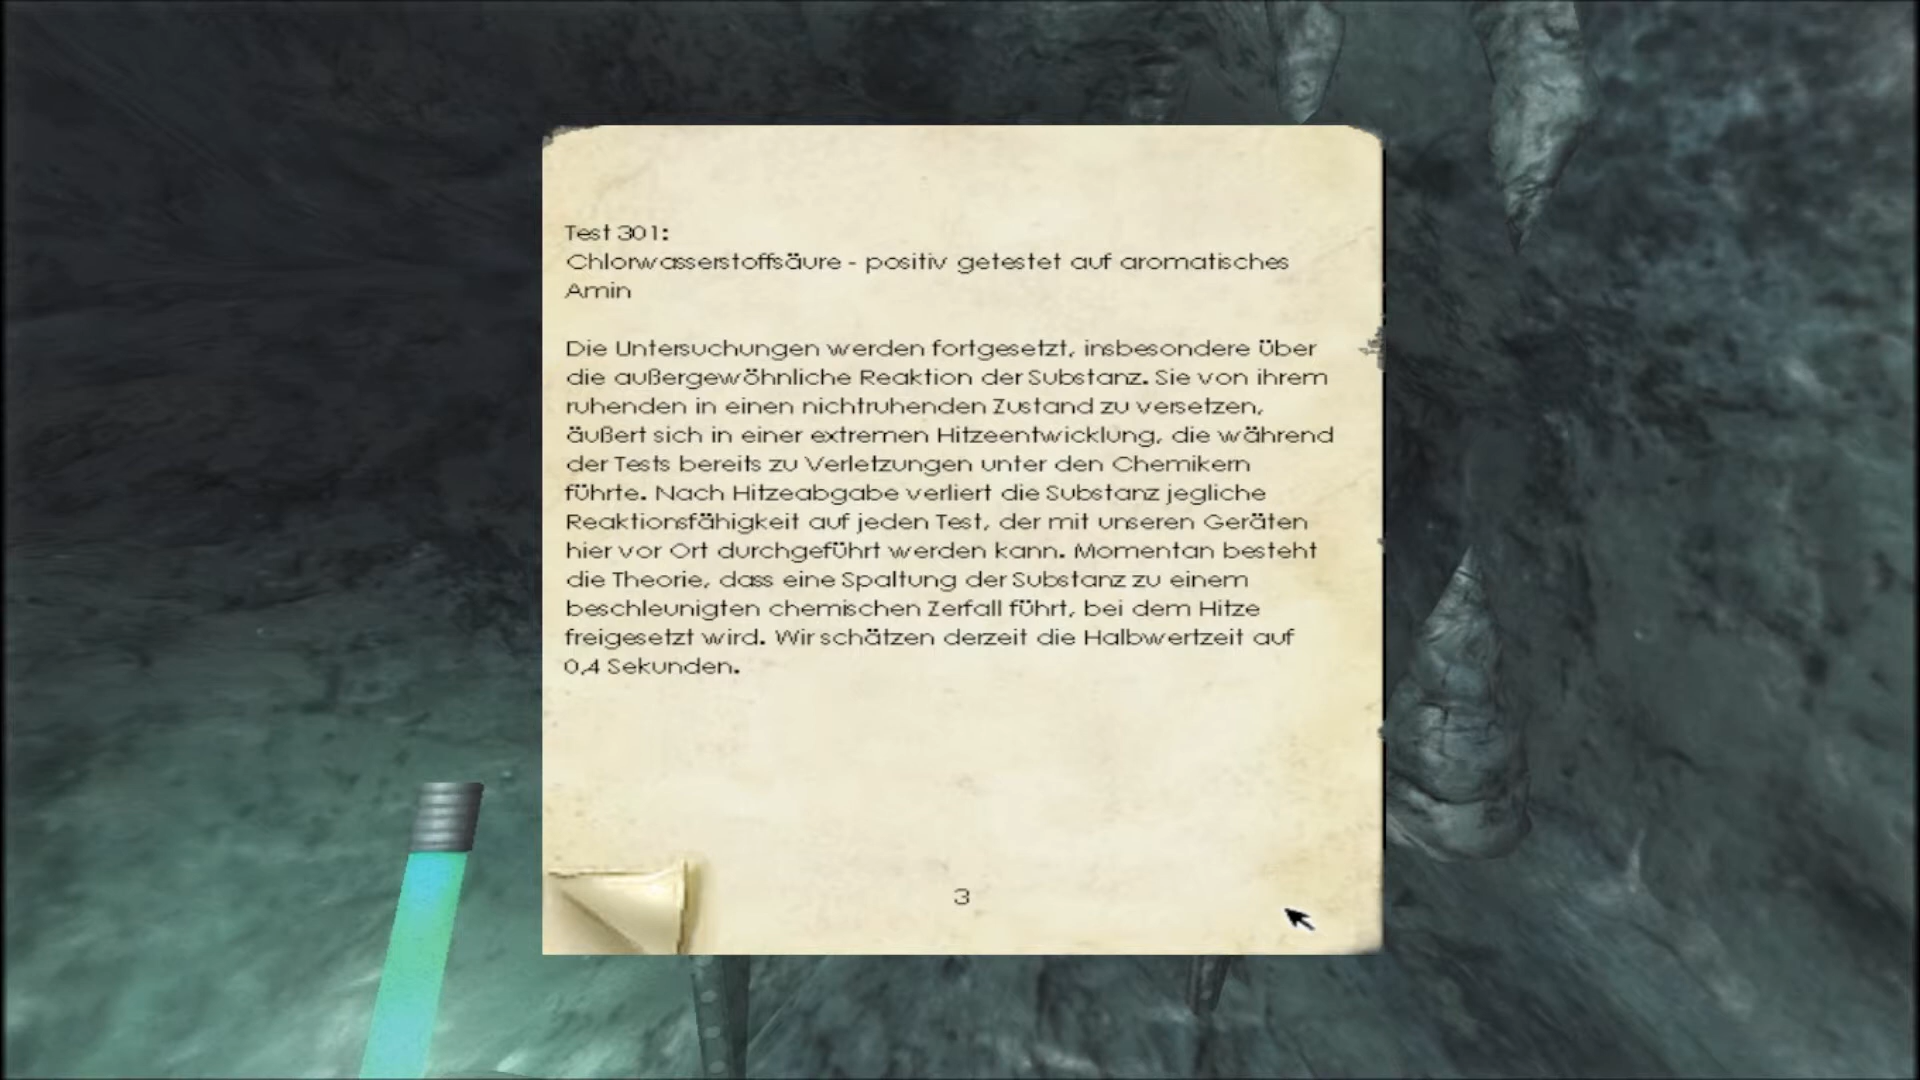 Test 301:
Chlorwasserstoffsäure - positiv getestet auf aromatisches
Amin
Die Untersuchungen werden fortgesetzt, insbesondere über
die außergewöhnliche Reaktion der Substanz. Sie von ihrem
ruhenden in einen nichtruhenden Zustand zu versetzen,
äußert sich in einer extremen Hitzeentwicklung, die während
der Tests bereits zu Verletzungen unter den Chemikern
führte. Nach Hitzeabgabe verliert die Substanz jegliche
Reaktionsfähigkeit auf jeden Test, der mit unseren Geräten
hier vor Ort durchgeführt werden kann. Momentan besteht
die Theorie, dass eine Spaltung der Substanz zu einem
beschleunigten chemischen Zerfall führt, bei dem Hitze
freigesetzt wird. Wir schätzen derzeit die Halbwertzeit auf
0,4 Sekunden.
3